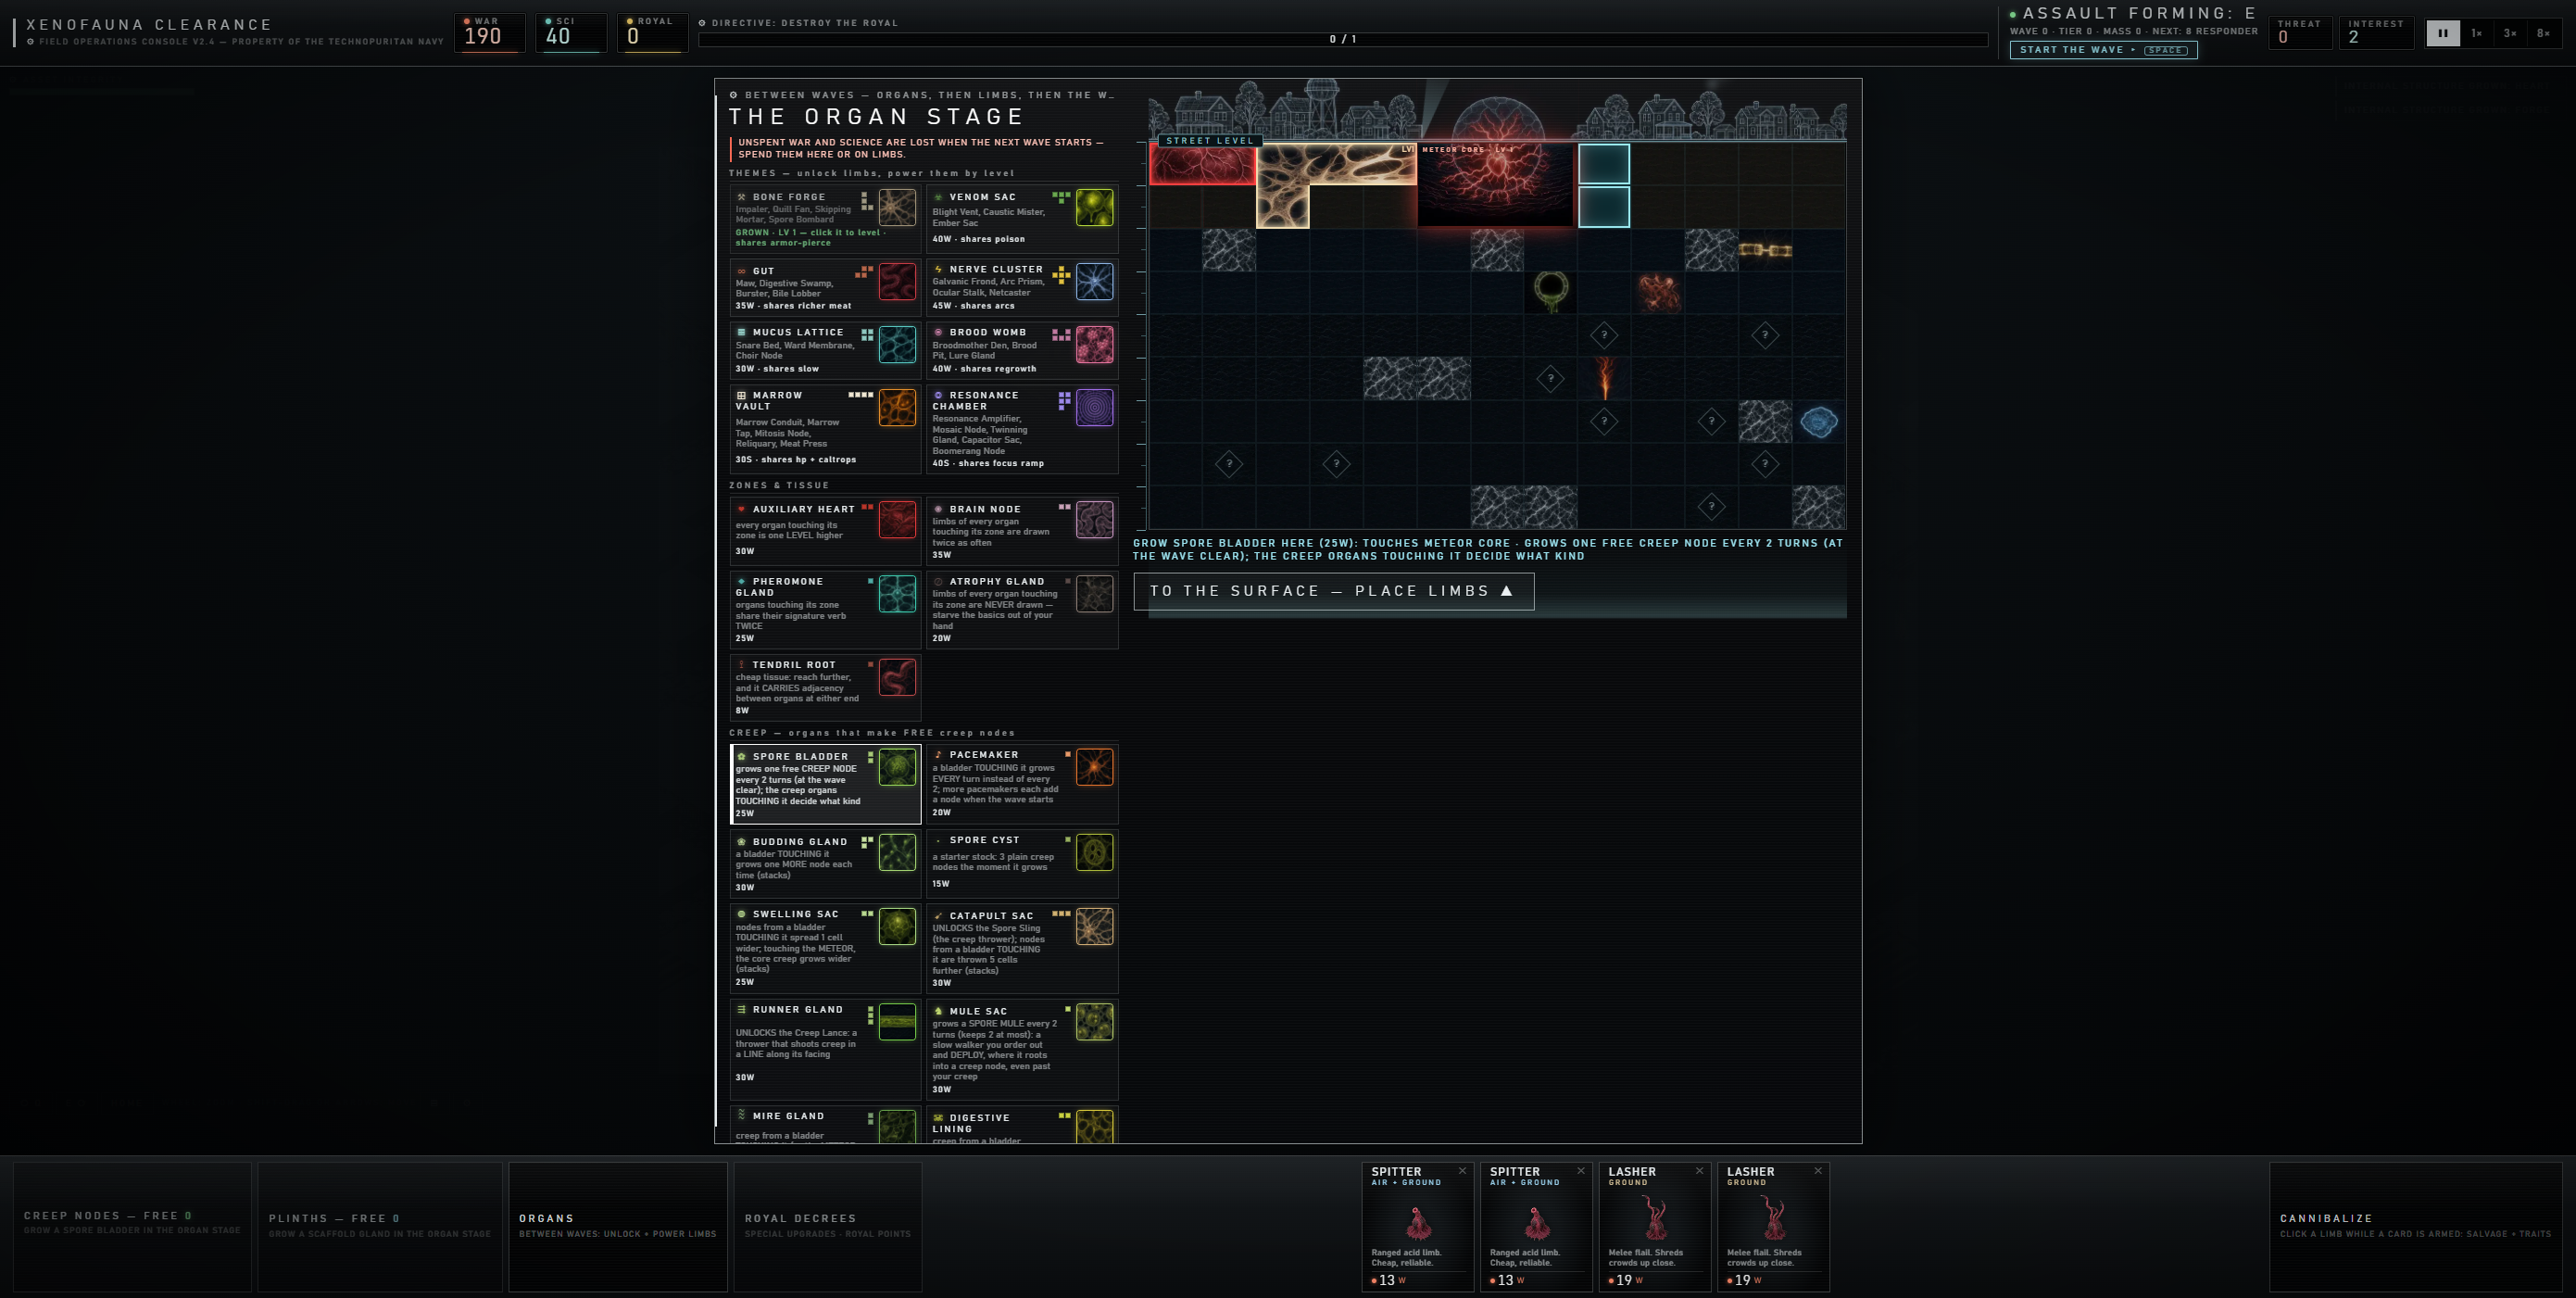 XENOFAUNA CLEARANCE
FIELD OPERATIONS CONSOLE V2.4 — PROPERTY OF THE TECHNOPURITAN NAVY
WAR
190
SCI
40
ROYAL
0
DIRECTIVE: DESTROY THE ROYAL
0 / 1
ASSAULT FORMING: E
WAVE 0 · TIER 0 · MASS 0 · NEXT: 8 RESPONDER
START THE WAVE ▸ SPACE
THREAT
0
INTEREST
2
1×
3×
8×
BETWEEN WAVES — ORGANS, THEN LIMBS, THEN THE W…
THE ORGAN STAGE
UNSPENT WAR AND SCIENCE ARE LOST WHEN THE NEXT WAVE STARTS —
SPEND THEM HERE OR ON LIMBS.
THEMES — unlock limbs, power them by level
BONE FORGE
Impaler, Quill Fan, Skipping
Mortar, Spore Bombard
GROWN · LV 1 — click it to level ·
shares armor-pierce
VENOM SAC
Blight Vent, Caustic Mister,
Ember Sac
40W · shares poison
GUT
Maw, Digestive Swamp,
Burster, Bile Lobber
35W · shares richer meat
NERVE CLUSTER
Galvanic Frond, Arc Prism,
Ocular Stalk, Netcaster
45W · shares arcs
MUCUS LATTICE
Snare Bed, Ward Membrane,
Choir Node
30W · shares slow
BROOD WOMB
Broodmother Den, Brood
Pit, Lure Gland
40W · shares regrowth
MARROW
VAULT
Marrow Conduit, Marrow
Tap, Mitosis Node,
Reliquary, Meat Press
30S · shares hp + caltrops
RESONANCE
CHAMBER
Resonance Amplifier,
Mosaic Node, Twinning
Gland, Capacitor Sac,
Boomerang Node
40S · shares focus ramp
ZONES & TISSUE
AUXILIARY HEART
every organ touching its
zone is one LEVEL higher
30W
BRAIN NODE
limbs of every organ
touching its zone are drawn
twice as often
35W
PHEROMONE
GLAND
organs touching its zone
share their signature verb
TWICE
25W
ATROPHY GLAND
limbs of every organ touching
its zone are NEVER drawn —
starve the basics out of your
hand
20W
TENDRIL ROOT
cheap tissue: reach further,
and it CARRIES adjacency
between organs at either end
8W
CREEP — organs that make FREE creep nodes
SPORE BLADDER
grows one free CREEP NODE
every 2 turns (at the wave
clear); the creep organs
TOUCHING it decide what kind
25W
PACEMAKER
a bladder TOUCHING it grows
EVERY turn instead of every
2; more pacemakers each add
a node when the wave starts
20W
BUDDING GLAND
a bladder TOUCHING it
grows one MORE node each
time (stacks)
30W
SPORE CYST
a starter stock: 3 plain creep
nodes the moment it grows
15W
SWELLING SAC
nodes from a bladder
TOUCHING it spread 1 cell
wider; touching the METEOR,
the core creep grows wider
(stacks)
25W
CATAPULT SAC
UNLOCKS the Spore Sling
(the creep thrower); nodes
from a bladder TOUCHING
it are thrown 5 cells
further (stacks)
30W
RUNNER GLAND
UNLOCKS the Creep Lance: a
thrower that shoots creep in
a LINE along its facing
30W
MULE SAC
grows a SPORE MULE every 2
turns (keeps 2 at most): a
slow walker you order out
and DEPLOY, where it roots
into a creep node, even past
your creep
30W
MIRE GLAND
creep from a bladder
DIGESTIVE
LINING
creep from a bladder
STREET LEVEL
LV1
METEOR CORE · LV 1
?
?
?
?
?
?
?
?
?
GROW SPORE BLADDER HERE (25W): TOUCHES METEOR CORE · GROWS ONE FREE CREEP NODE EVERY 2 TURNS (AT
THE WAVE CLEAR); THE CREEP ORGANS TOUCHING IT DECIDE WHAT KIND
TO THE SURFACE — PLACE LIMBS ▲
CREEP NODES — FREE 0
GROW A SPORE BLADDER IN THE ORGAN STAGE
PLINTHS — FREE 0
GROW A SCAFFOLD GLAND IN THE ORGAN STAGE
ORGANS
BETWEEN WAVES: UNLOCK + POWER LIMBS
ROYAL DECREES
SPECIAL UPGRADES · ROYAL POINTS
SPITTER ×
AIR + GROUND
Ranged acid limb.
Cheap, reliable.
13 W
SPITTER ×
AIR + GROUND
Ranged acid limb.
Cheap, reliable.
13 W
LASHER ×
GROUND
Melee flail. Shreds
crowds up close.
19 W
LASHER ×
GROUND
Melee flail. Shreds
crowds up close.
19 W
CANNIBALIZE
CLICK A LIMB WHILE A CARD IS ARMED: SALVAGE + TRAITS